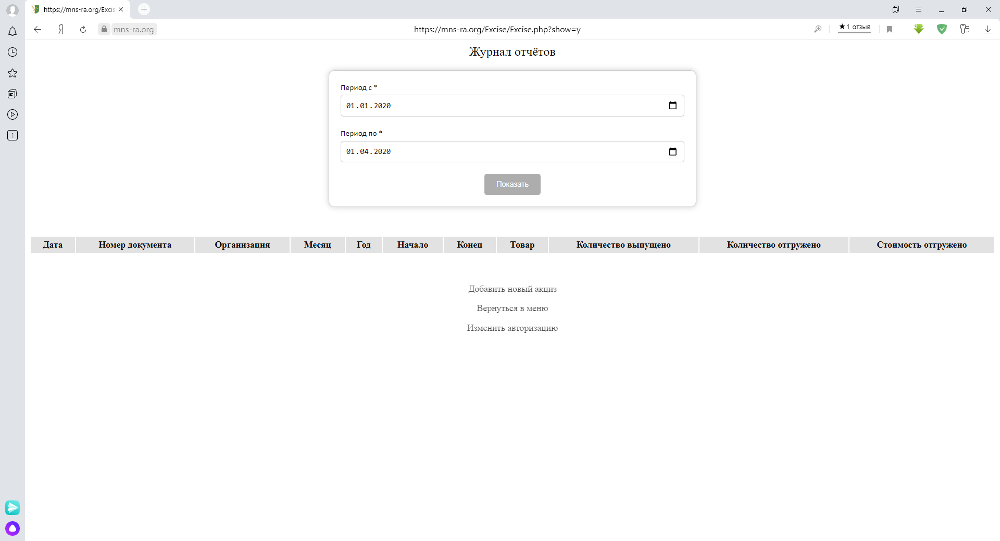 https://mns-ra.org/Excis
mns-ra.org
https://mns-ra.org/Excise/Excise.php?show=y
★1 отзыв
1
Журнал отчётов
Период с *
01.01.2020
Период по *
01.04.2020
Показать
Дата Номер документа Организация Месяц Год Начало Конец Товар Количество выпущено Количество отгружено Стоимость отгружено
Добавить новый акциз
Вернуться в меню
Изменить авторизацию